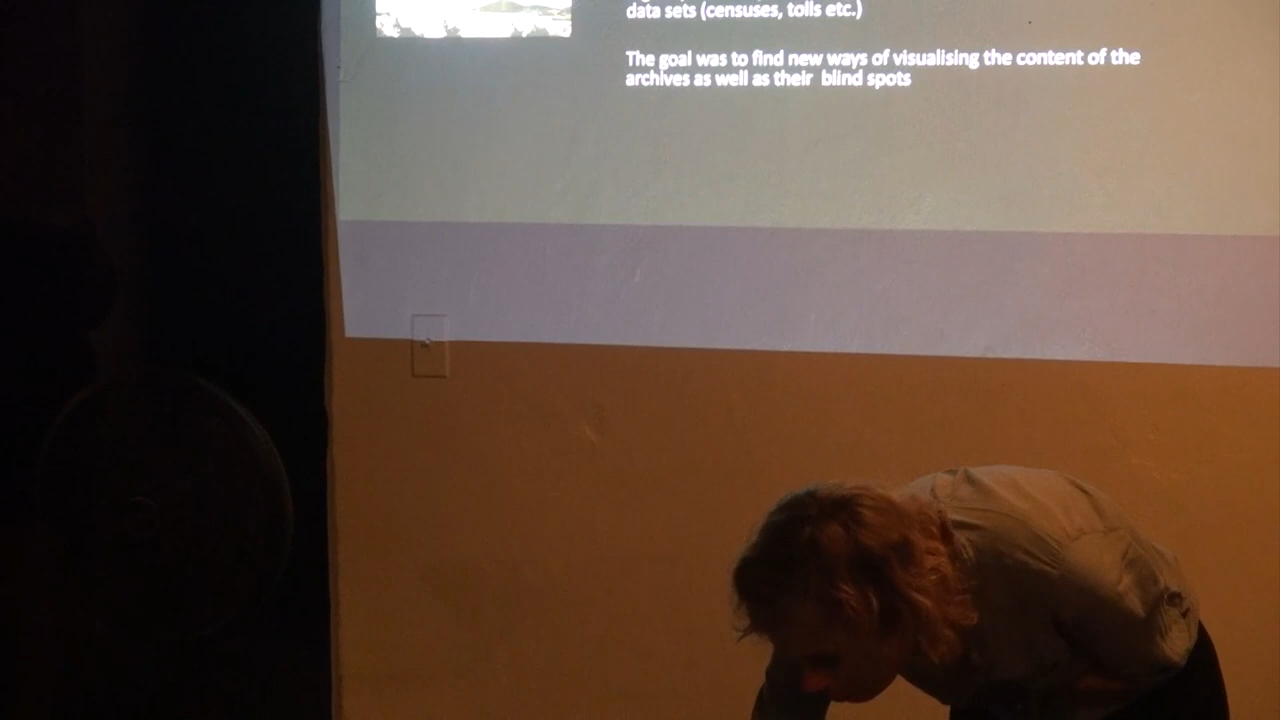 data sets (censuses, tolls etc.)
The goal was to find new ways of visualising the content of the
archives as well as their blind spots